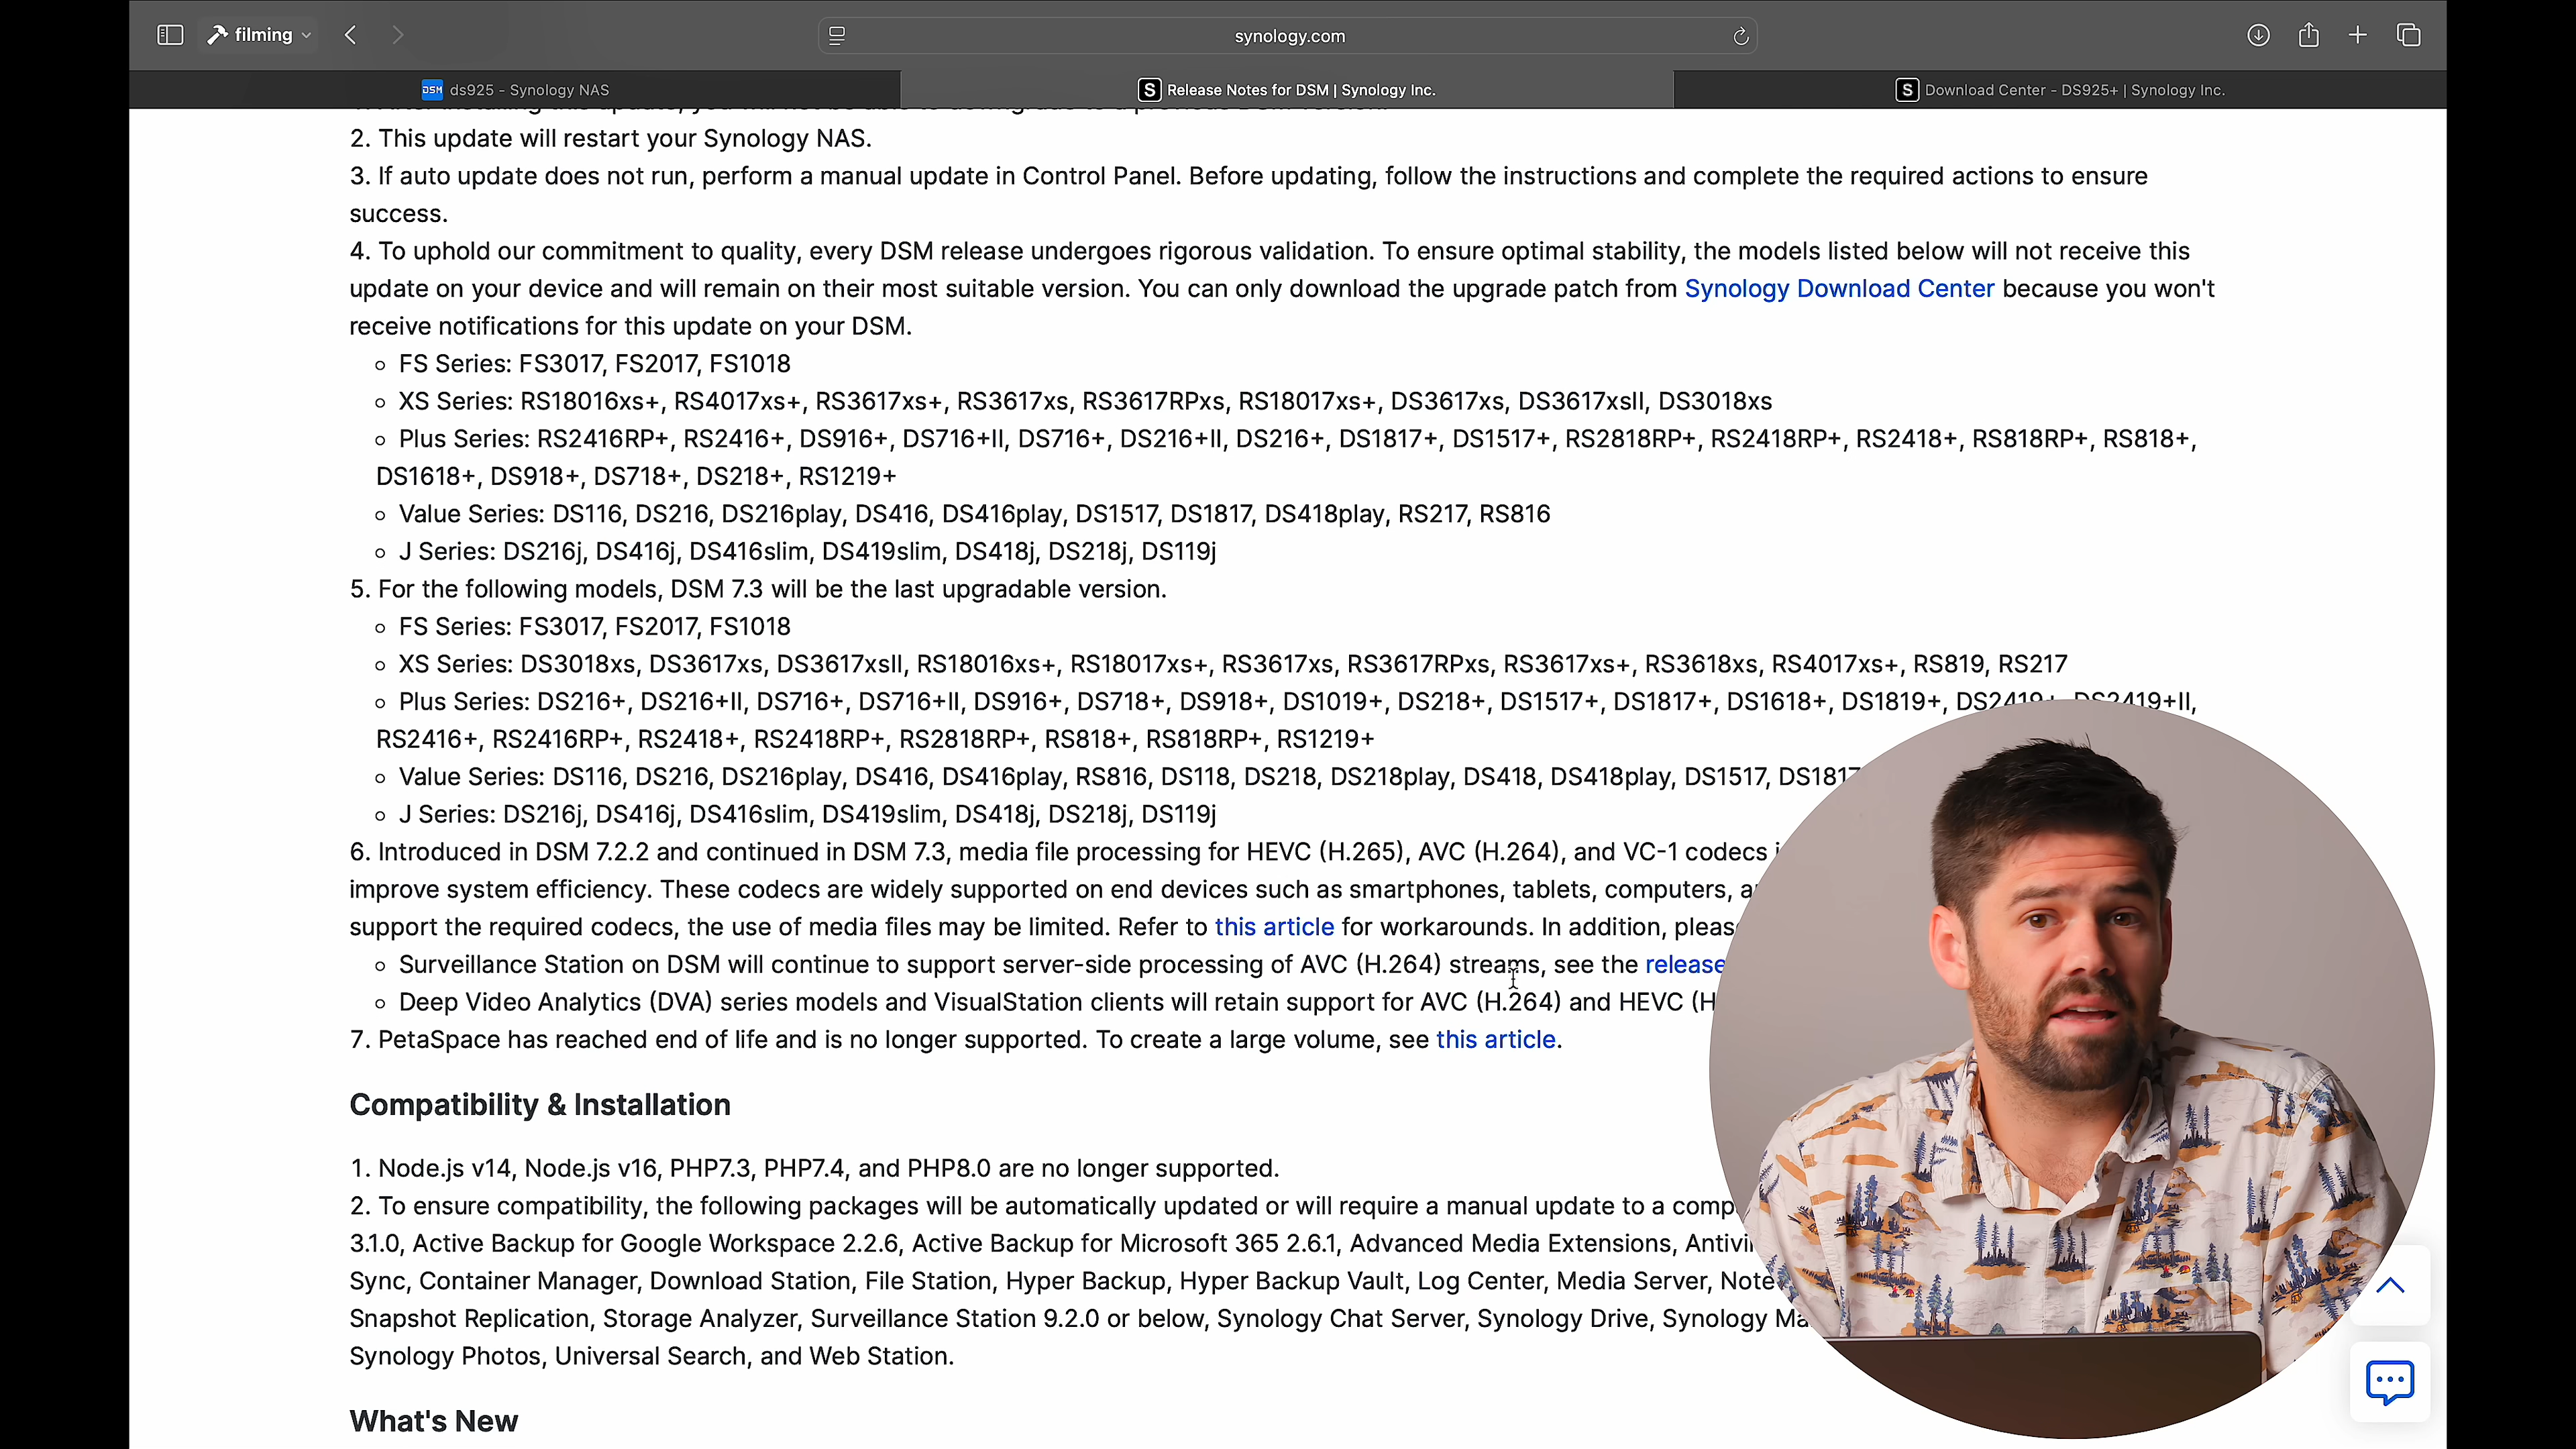 filming
synology.com
ds925 - Synology NAS
Release Notes for DSM | Synology Inc.
Download Center - DS925+ | Synology Inc.
2. This update will restart your Synology NAS.
3. If auto update does not run, perform a manual update in Control Panel. Before updating, follow the instructions and complete the required actions to ensure
success.
4. To uphold our commitment to quality, every DSM release undergoes rigorous validation. To ensure optimal stability, the models listed below will not receive this
update on your device and will remain on their most suitable version. You can only download the upgrade patch from Synology Download Center because you won't
receive notifications for this update on your DSM.
FS Series: FS3017, FS2017, FS1018
XS Series: RS18016xs+, RS4017xs+, RS3617xs+, RS3617xs, RS3617RPxs, RS18017xs+, DS3617xs, DS3617xsII, DS3018xs
Plus Series: RS2416RP+, RS2416+, DS916+, DS716+II, DS716+, DS216+II, DS216+, DS1817+, DS1517+, RS2818RP+, RS2418RP+, RS2418+, RS818RP+, RS818+,
DS1618+, DS918+, DS718+, DS218+, RS1219+
Value Series: DS116, DS216, DS216play, DS416, DS416play, DS1517, DS1817, DS418play, RS217, RS816
J Series: DS216j, DS416j, DS416slim, DS419slim, DS418j, DS218j, DS119j
5. For the following models, DSM 7.3 will be the last upgradable version.
FS Series: FS3017, FS2017, FS1018
XS Series: DS3018xs, DS3617xs, DS3617xsII, RS18016xs+, RS18017xs+, RS3617xs, RS3617RPxs, RS3617xs+, RS3618xs, RS4017xs+, RS819, RS217
Plus Series: DS216+, DS216+II, DS716+, DS716+II, DS916+, DS718+, DS918+, DS1019+, DS218+, DS1517+, DS1817+, DS1618+, DS1819+, DS2419+, DS2419+II,
RS2416+, RS2416RP+, RS2418+, RS2418RP+, RS2818RP+, RS818+, RS818RP+, RS1219+
Value Series: DS116, DS216, DS216play, DS416, DS416play, RS816, DS118, DS218, DS218play, DS418, DS418play, DS1517, DS1817
J Series: DS216j, DS416j, DS416slim, DS419slim, DS418j, DS218j, DS119j
6. Introduced in DSM 7.2.2 and continued in DSM 7.3, media file processing for HEVC (H.265), AVC (H.264), and VC-1 codecs
improve system efficiency. These codecs are widely supported on end devices such as smartphones, tablets, computers,
support the required codecs, the use of media files may be limited. Refer to this article for workarounds. In addition,
Surveillance Station on DSM will continue to support server-side processing of AVC (H.264) streams, see the release
Deep Video Analytics (DVA) series models and VisualStation clients will retain support for AVC (H.264) and HEVC
7. PetaSpace has reached end of life and is no longer supported. To create a large volume, see this article.
Compatibility & Installation
1. Node.js v14, Node.js v16, PHP7.3, PHP7.4, and PHP8.0 are no longer supported.
2. To ensure compatibility, the following packages will be automatically updated or will require a manual update to a
3.1.0, Active Backup for Google Workspace 2.2.6, Active Backup for Microsoft 365 2.6.1, Advanced Media Extensions,
Sync, Container Manager, Download Station, File Station, Hyper Backup, Hyper Backup Vault, Log Center, Media Server, Note
Snapshot Replication, Storage Analyzer, Surveillance Station 9.2.0 or below, Synology Chat Server, Synology Drive, Synology
Synology Photos, Universal Search, and Web Station.
What's New